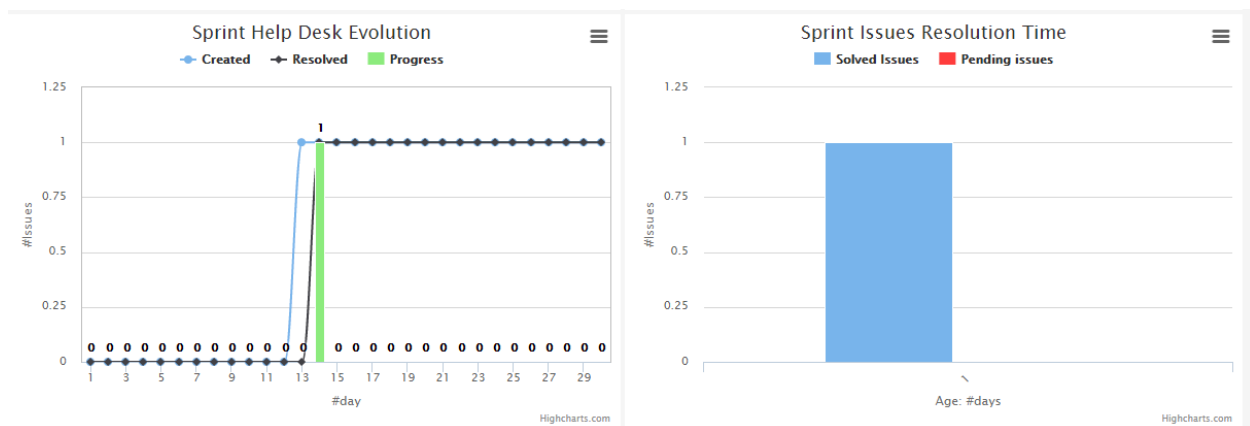 Sprint Help Desk Evolution
Created Resolved Progress
1.25
1
0.75
0.5
0.25
0
#Issues
1
0 0 0 0 0 0 0 0 0 0 0 0 0 0 0 0 0 0 0 0 0 0 0 0 0 0 0 0 0
1 3 5 7 9 11 13 15 17 19 21 23 25 27 29
#day
Highcharts.com
Sprint Issues Resolution Time
Solved Issues Pending issues
1.25
1
0.75
0.5
0.25
0
#Issues
1
Age: #days
Highcharts.com